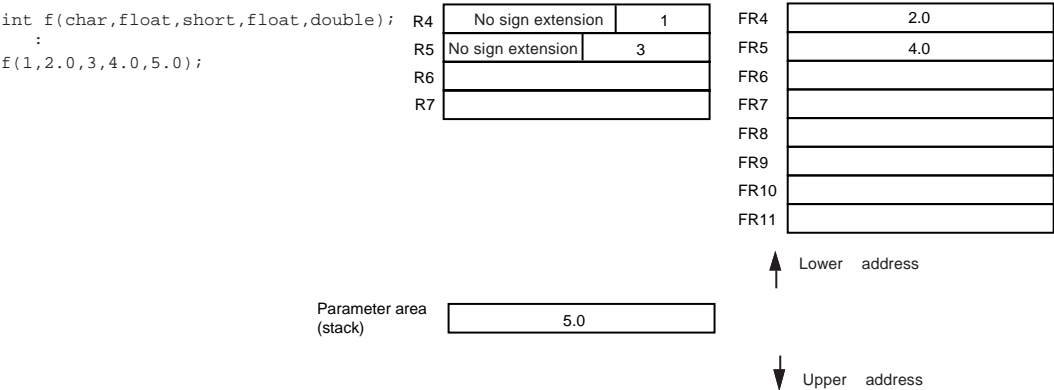 int f(char,float,short,float,double);
:
f(1,2.0,3,4.0,5.0);
R4 No sign extension 1
R5 No sign extension 3
R6
R7
FR4 2.0
FR5 4.0
FR6
FR7
FR8
FR9
FR10
FR11
Lower address
Parameter area
(stack)
5.0
Upper address